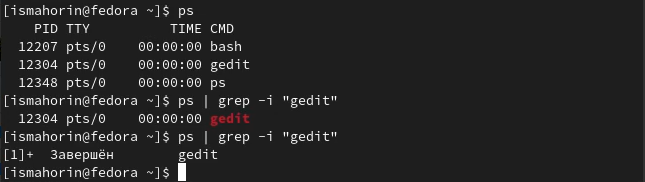 [ismahorin@fedora ~]$ ps
    PID TTY          TIME CMD
  12207 pts/0    00:00:00 bash
  12304 pts/0    00:00:00 gedit
  12348 pts/0    00:00:00 ps
[ismahorin@fedora ~]$ ps | grep -i "gedit"
  12304 pts/0    00:00:00 gedit
[ismahorin@fedora ~]$ ps | grep -i "gedit"
[1]+  Завершён        gedit
[ismahorin@fedora ~]$